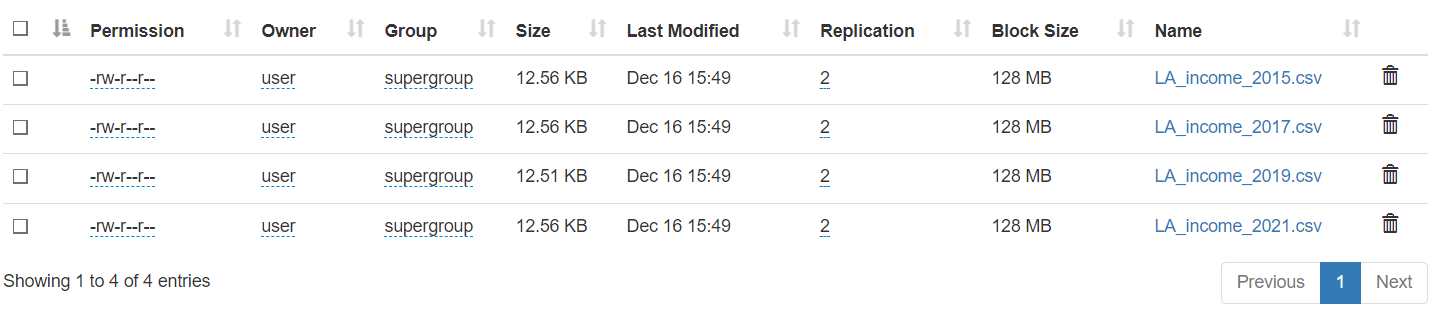 Permission Owner Group Size Last Modified Replication Block Size Name
-rw-r--r-- user supergroup 12.56 KB Dec 16 15:49 2 128 MB LA_income_2015.csv
-rw-r--r-- user supergroup 12.56 KB Dec 16 15:49 2 128 MB LA_income_2017.csv
-rw-r--r-- user supergroup 12.51 KB Dec 16 15:49 2 128 MB LA_income_2019.csv
-rw-r--r-- user supergroup 12.56 KB Dec 16 15:49 2 128 MB LA_income_2021.csv
Showing 1 to 4 of 4 entries Previous 1 Next